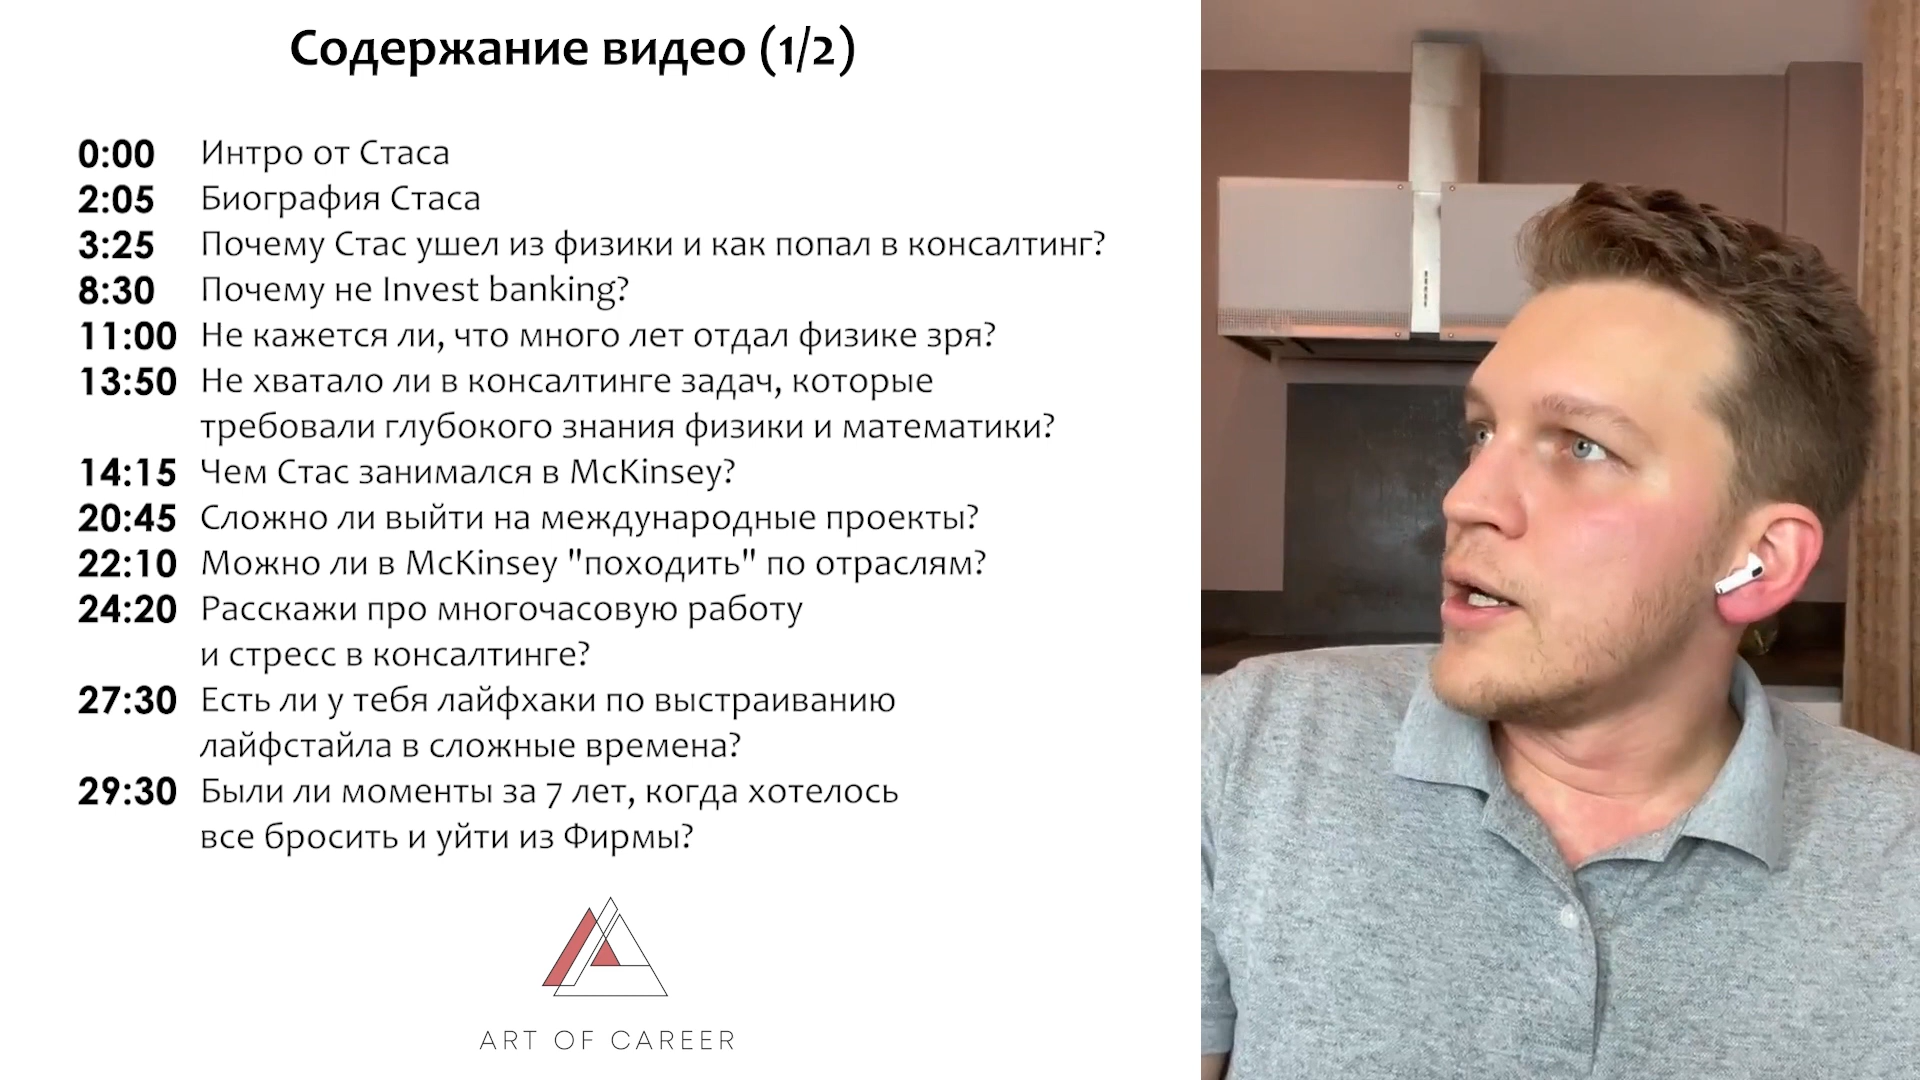 Содержание видео (1/2)
0:00 Интро от Стаса
2:05 Биография Стаса
3:25 Почему Стас ушел из физики и как попал в консалтинг?
8:30 Почему не Invest banking?
11:00 Не кажется ли, что много лет отдал физике зря?
13:50 Не хватало ли в консалтинге задач, которые
требовали глубокого знания физики и математики?
14:15 Чем Стас занимался в McKinsey?
20:45 Сложно ли выйти на международные проекты?
22:10 Можно ли в McKinsey "походить" по отраслям?
24:20 Расскажи про многочасовую работу
и стресс в консалтинге?
27:30 Есть ли у тебя лайфхаки по выстраиванию
лайфстайла в сложные времена?
29:30 Были ли моменты за 7 лет, когда хотелось
все бросить и уйти из Фирмы?
ART OF CAREER